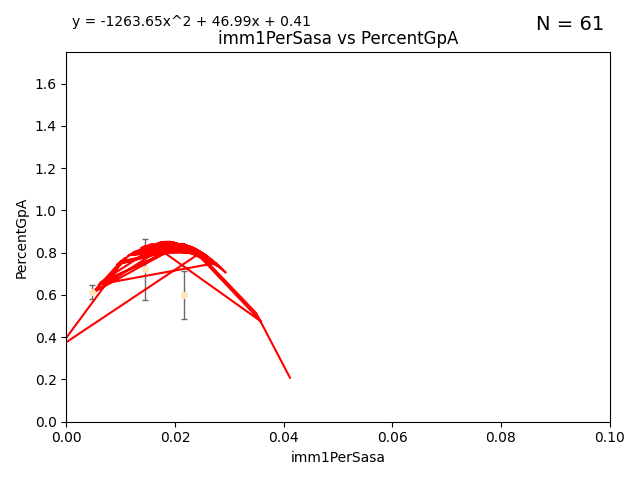 y = -1263.65x^2 + 46.99x + 0.41
N = 61
imm1PerSasa vs PercentGpA
1.6
1.4
1.2
1.0
0.8
0.6
0.4
0.2
0.0
PercentGpA
0.00 0.02 0.04 0.06 0.08 0.10
imm1PerSasa